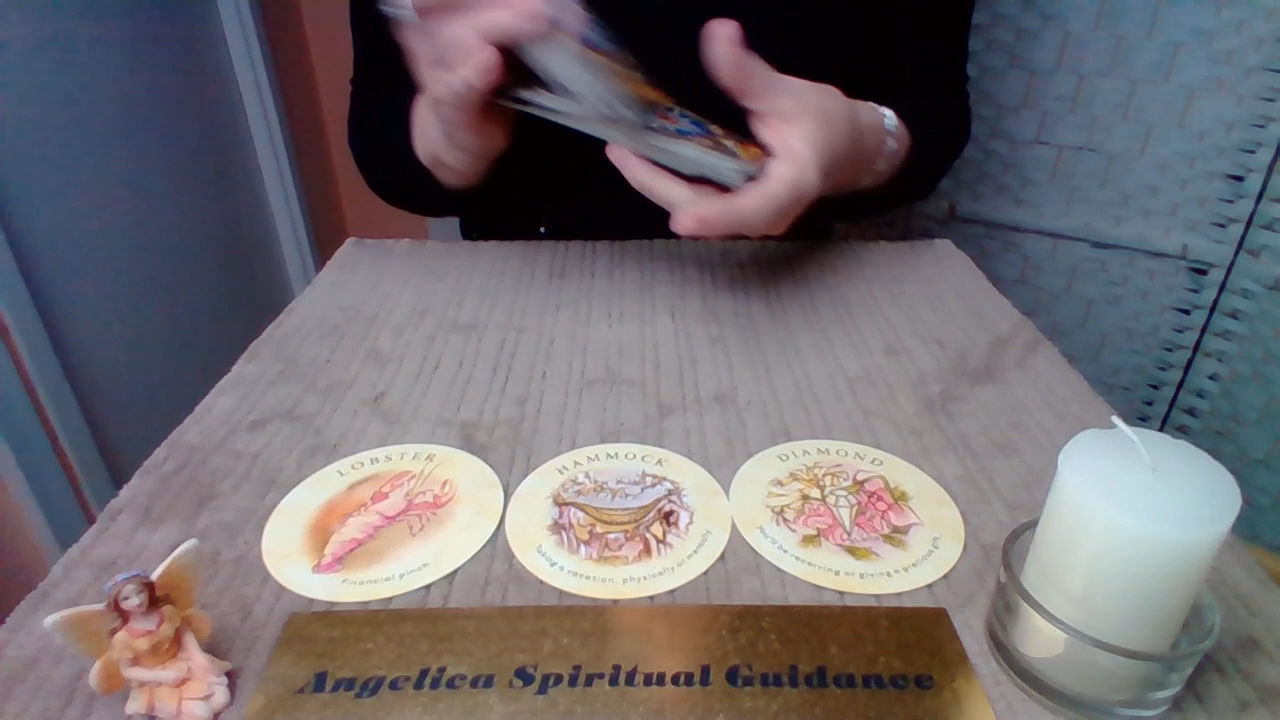 LOBSTER
Financial pinch
HAMMOCK
Taking a vacation, physically or mentally
DIAMOND
You'll be receiving or giving a precious gift.
Angelica Spiritual Guidance